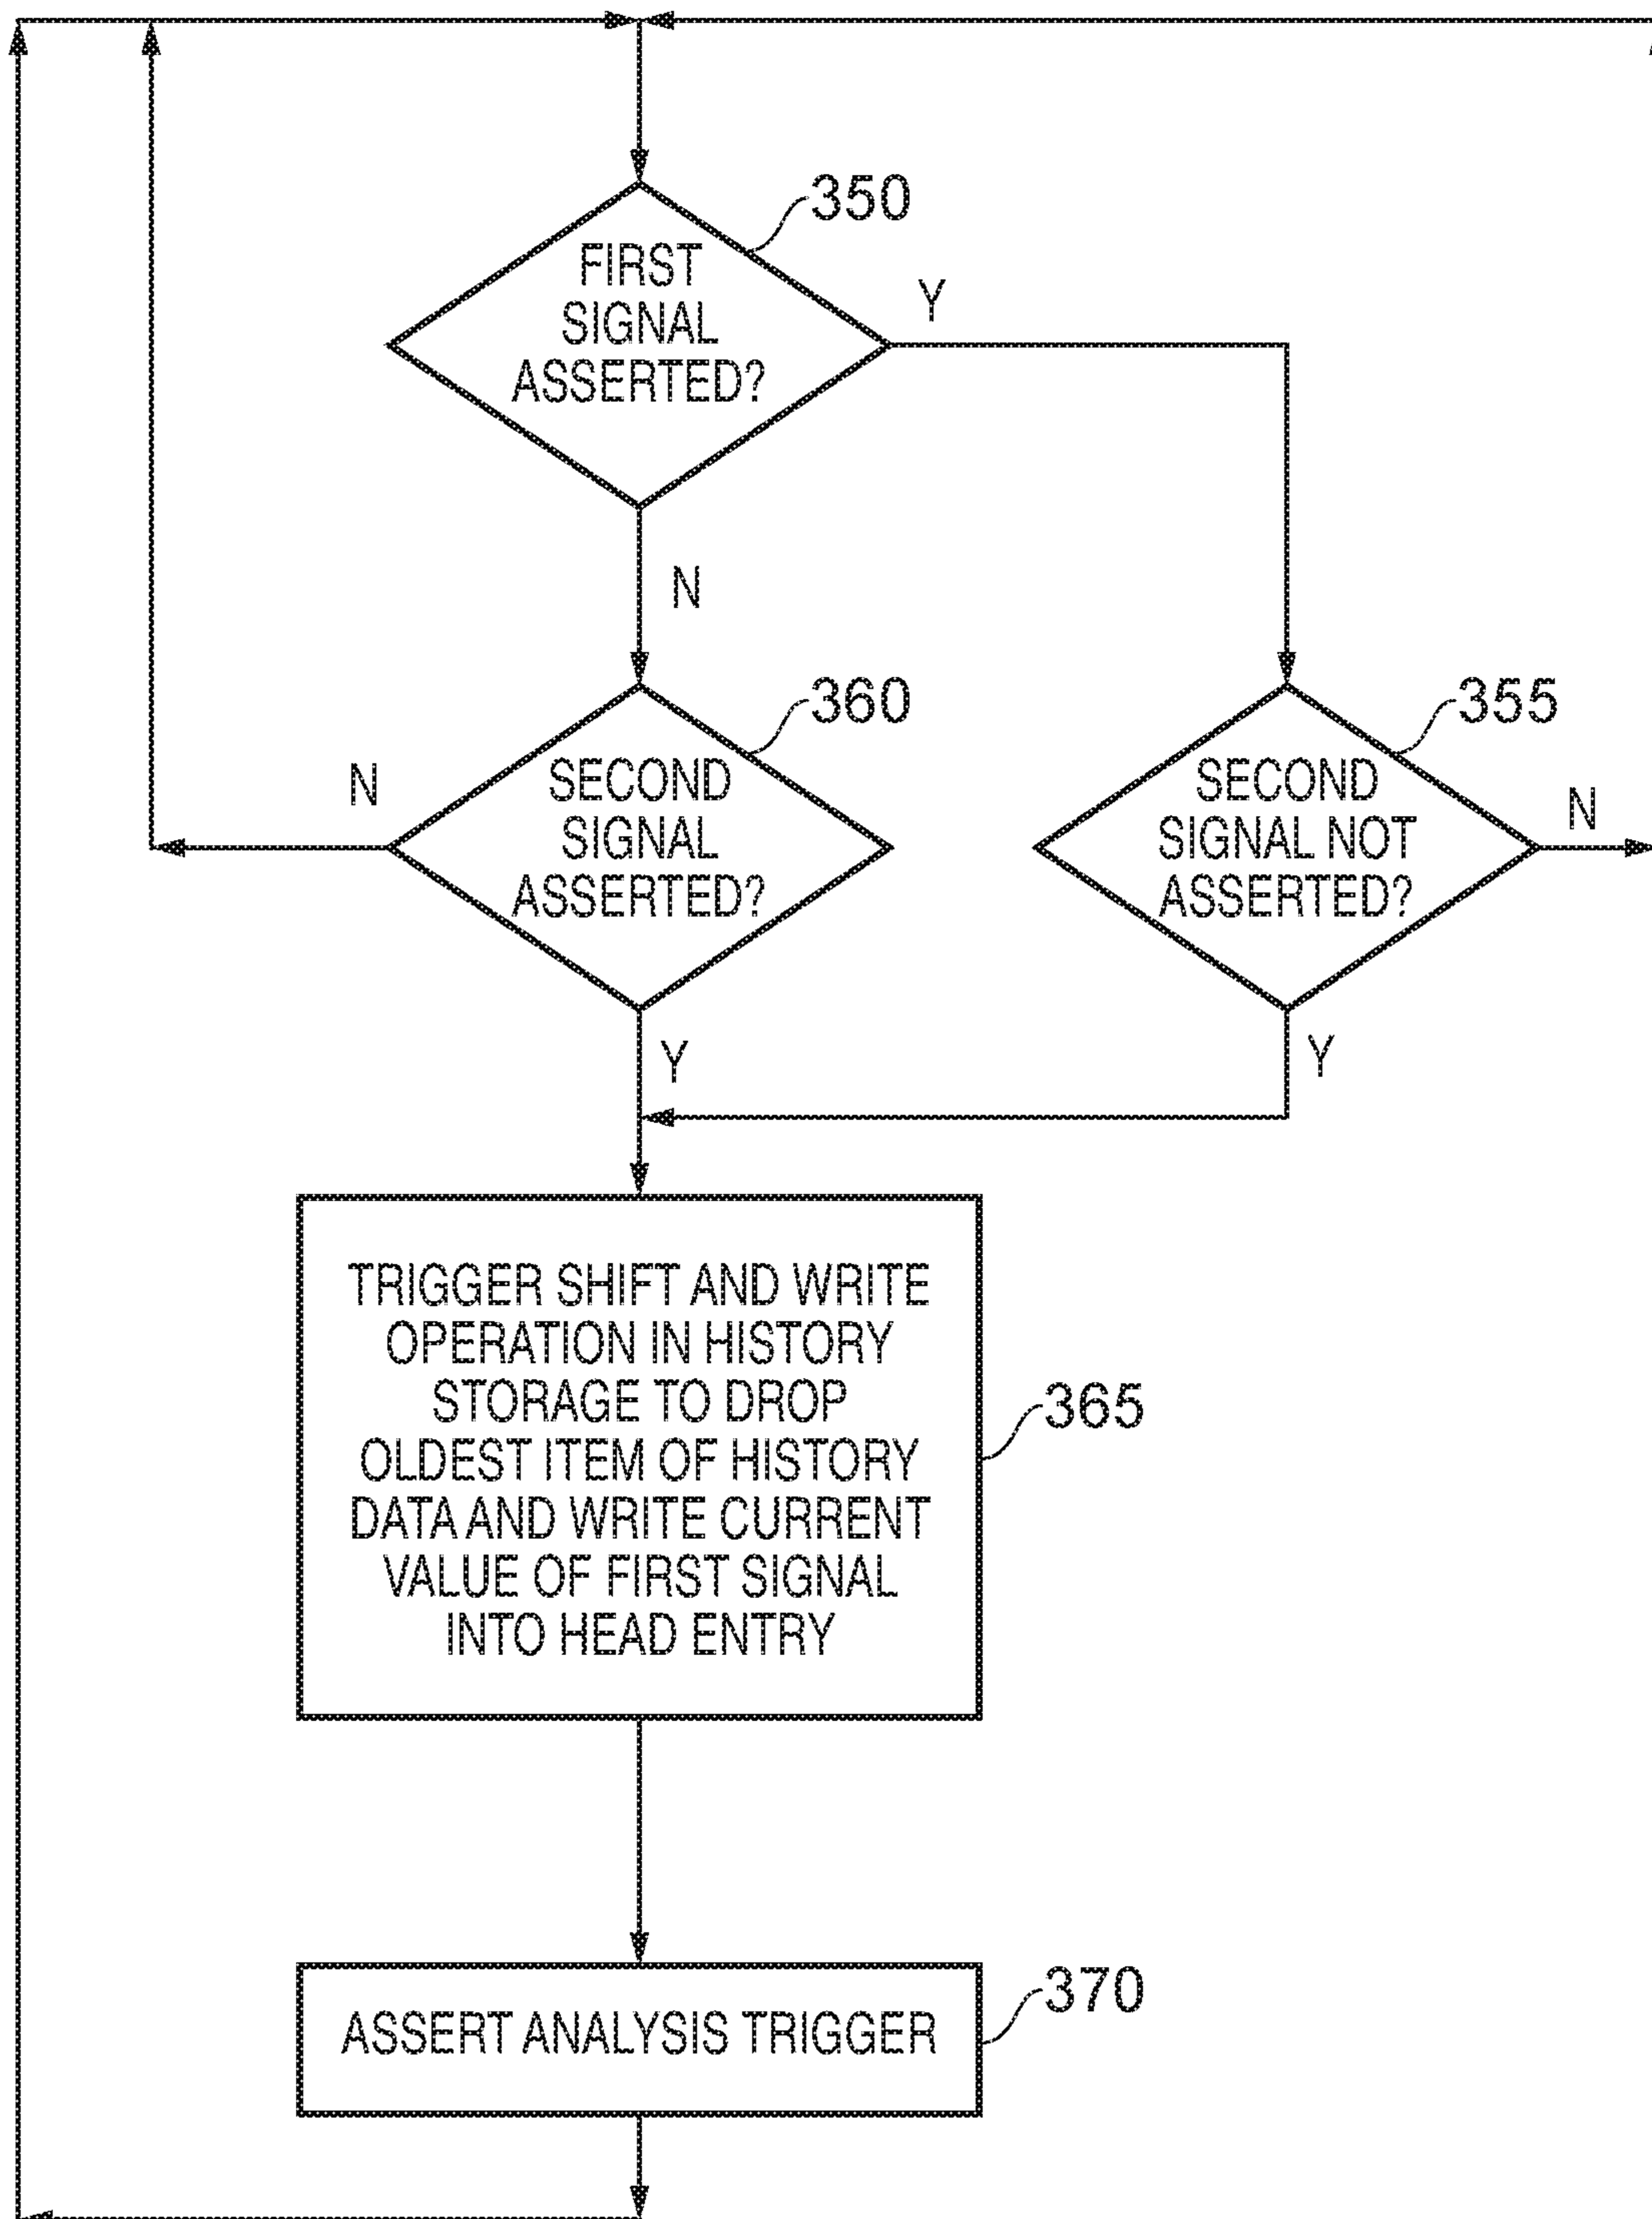 350
FIRST
SIGNAL
ASSERTED?
Y
N
360
SECOND
SIGNAL
ASSERTED?
N
Y
355
SECOND
SIGNAL NOT
ASSERTED?
N
Y
TRIGGER SHIFT AND WRITE
OPERATION IN HISTORY
STORAGE TO DROP
OLDEST ITEM OF HISTORY
DATA AND WRITE CURRENT
VALUE OF FIRST SIGNAL
INTO HEAD ENTRY
365
ASSERT ANALYSIS TRIGGER
370